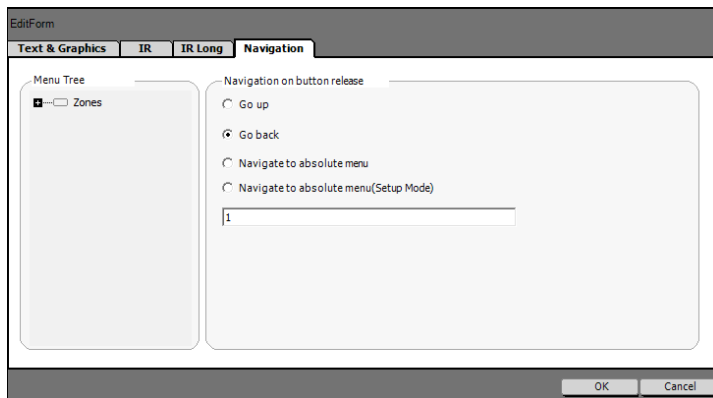 EditForm
Text & Graphics IR IR Long Navigation
Menu Tree
Zones
Navigation on button release
Go up
Go back
Navigate to absolute menu
Navigate to absolute menu(Setup Mode)
1
OK Cancel